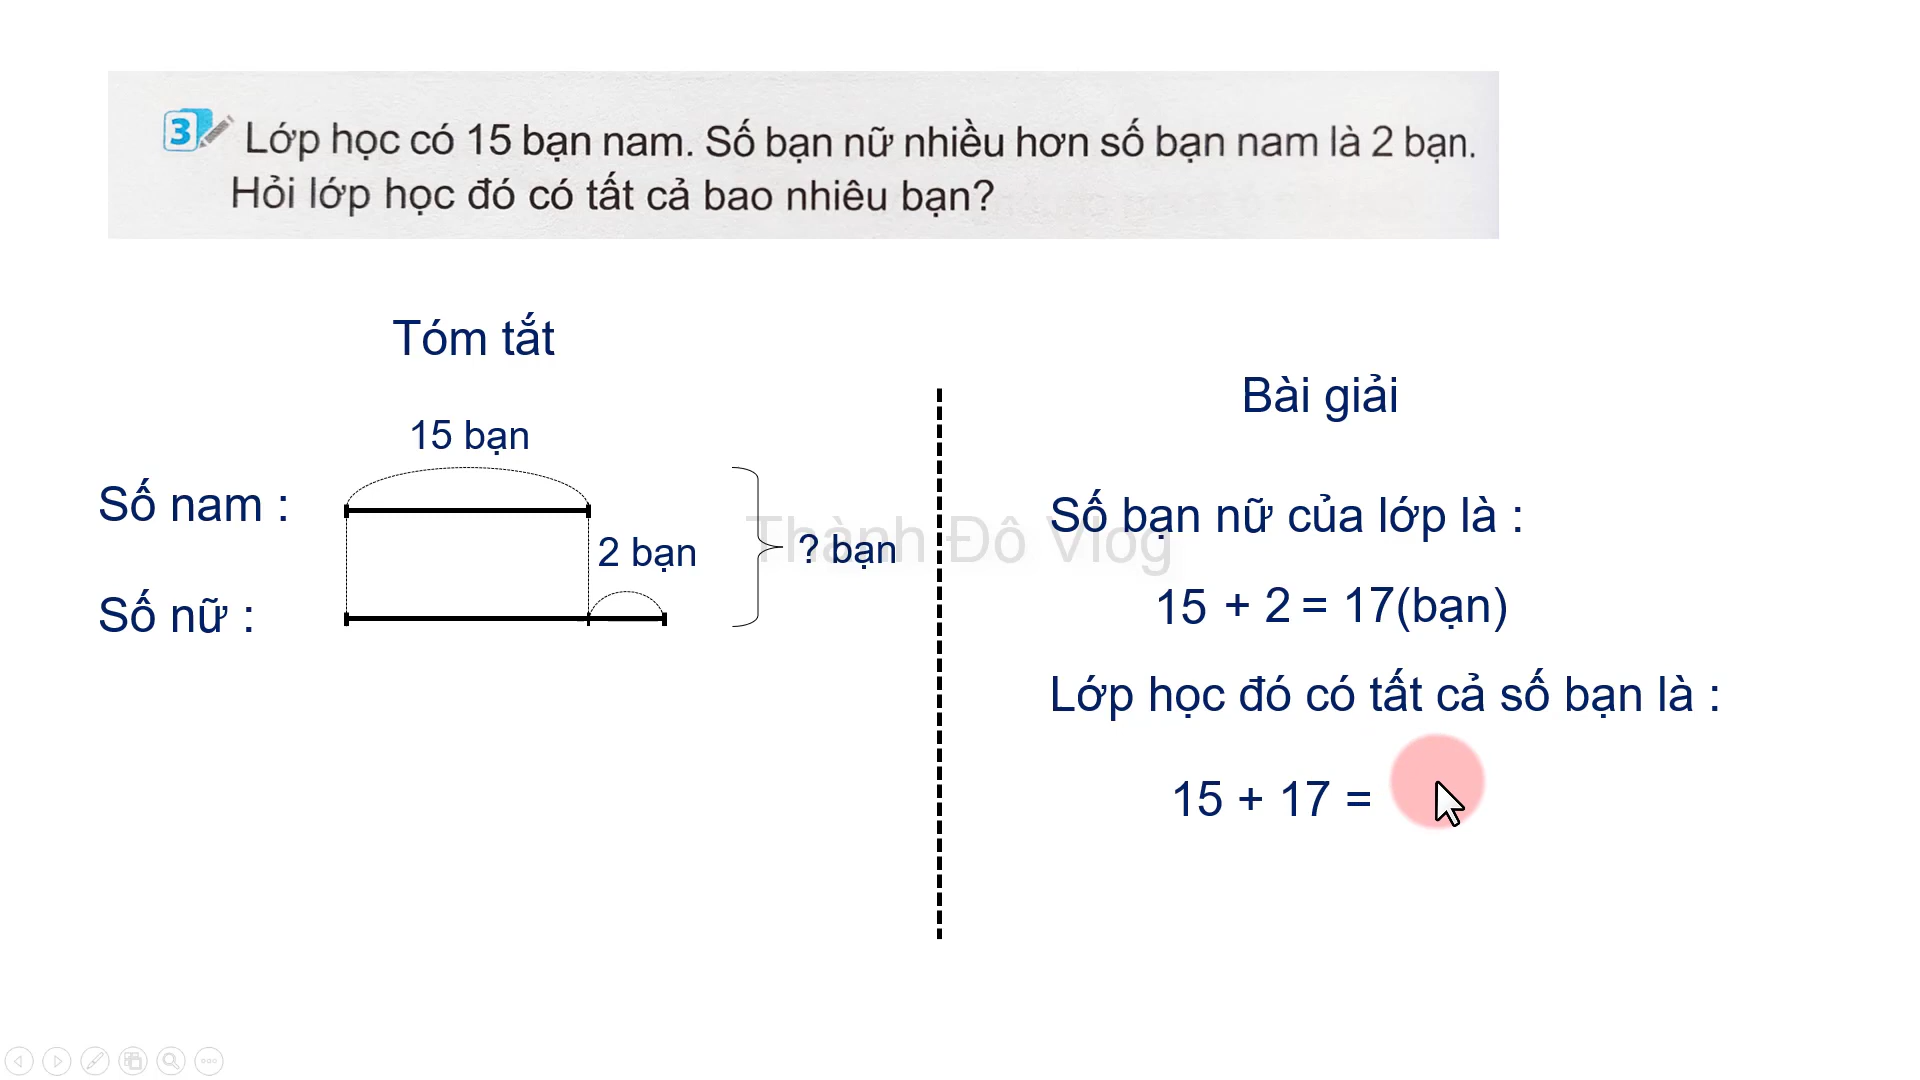 3 Lớp học có 15 bạn nam. Số bạn nữ nhiều hơn số bạn nam là 2 bạn.
Hỏi lớp học đó có tất cả bao nhiêu bạn?
Tóm tắt
15 bạn
Số nam :
2 bạn
Số nữ :
? bạn
Thành Đô Vlog
Bài giải
Số bạn nữ của lớp là :
15 + 2 = 17(bạn)
Lớp học đó có tất cả số bạn là :
15 + 17 =